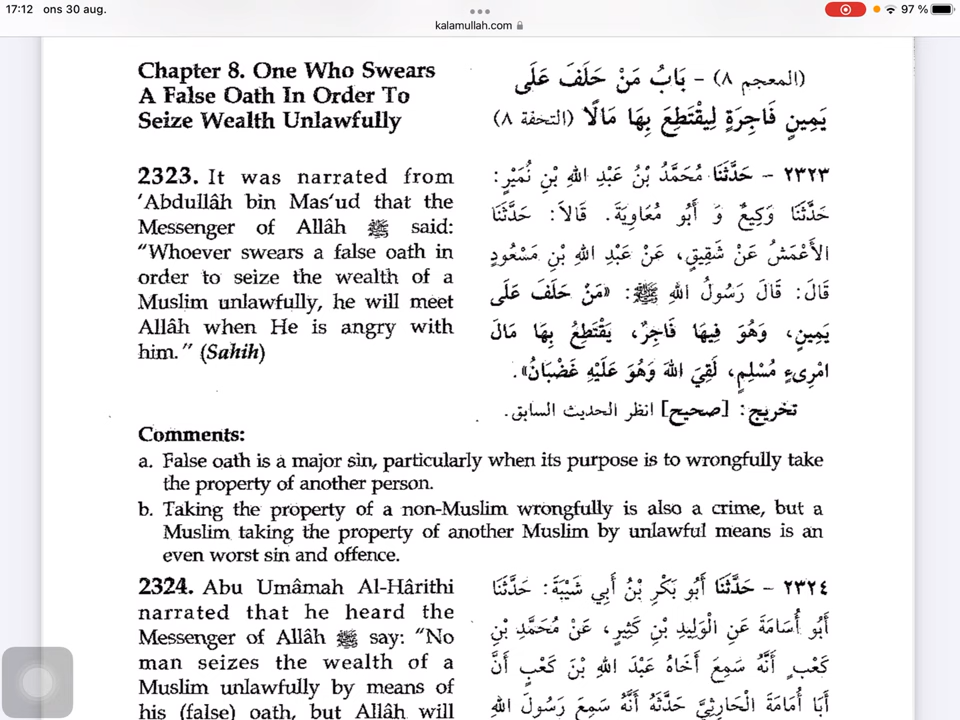 17:12 ons 30 aug.
97 %
kalamullah.com
Chapter 8. One Who Swears
A False Oath In Order To
Seize Wealth Unlawfully
(المعجم ٨) - بَابُ مَنْ حَلَفَ عَلَى
يَمِينٍ فَاجِرَةٍ لِيَقْتَطِعَ بِهَا مَالًا (التحفة ٨)
2323. It was narrated from
'Abdullâh bin Mas'ud that the
Messenger of Allâh ﷺ said:
"Whoever swears a false oath in
order to seize the wealth of a
Muslim unlawfully, he will meet
Allâh when He is angry with
him." (Sahih)
٢٣٢٣ - حَدَّثَنَا مُحَمَّدُ بْنُ عَبْدِ اللهِ بْنِ نُمَيْرٍ:
حَدَّثَنَا وَكِيعٌ وَ أَبُو مُعَاوِيَةَ. قَالَا: حَدَّثَنَا
الأَعْمَشُ عَنْ شَقِيقٍ، عَنْ عَبْدِ اللهِ بْنِ مَسْعُودٍ
قَالَ: قَالَ رَسُولُ اللهِ ﷺ: «مَنْ حَلَفَ عَلَى
يَمِينٍ، وَهُوَ فِيهَا فَاجِرٌ، يَقْتَطِعُ بِهَا مَالَ
امْرِىءٍ مُسْلِمٍ، لَقِيَ اللهَ وَهُوَ عَلَيْهِ غَضْبَانُ».
تخريج: [صحيح] انظر الحديث السابق.
Comments:
a. False oath is a major sin, particularly when its purpose is to wrongfully take
the property of another person.
b. Taking the property of a non-Muslim wrongfully is also a crime, but a
Muslim taking the property of another Muslim by unlawful means is an
even worst sin and offence.
2324. Abu Umâmah Al-Hârithi
narrated that he heard the
Messenger of Allâh ﷺ say: "No
man seizes the wealth of a
Muslim unlawfully by means of
his (false) oath, but Allâh will
٢٣٢٤ - حَدَّثَنَا أَبُو بَكْرِ بْنُ أَبِي شَيْبَةَ: حَدَّثَنَا
أَبُو أُسَامَةَ عَنِ الْوَلِيدِ بْنِ كَثِيرٍ، عَنْ مُحَمَّدِ بْنِ
كَعْبٍ أَنَّهُ سَمِعَ أَخَاهُ عَبْدَ اللهِ بْنَ كَعْبٍ أَنَّ
أَبَا أُمَامَةَ الْحَارِثِيَّ حَدَّثَهُ أَنَّهُ سَمِعَ رَسُولَ اللهِ